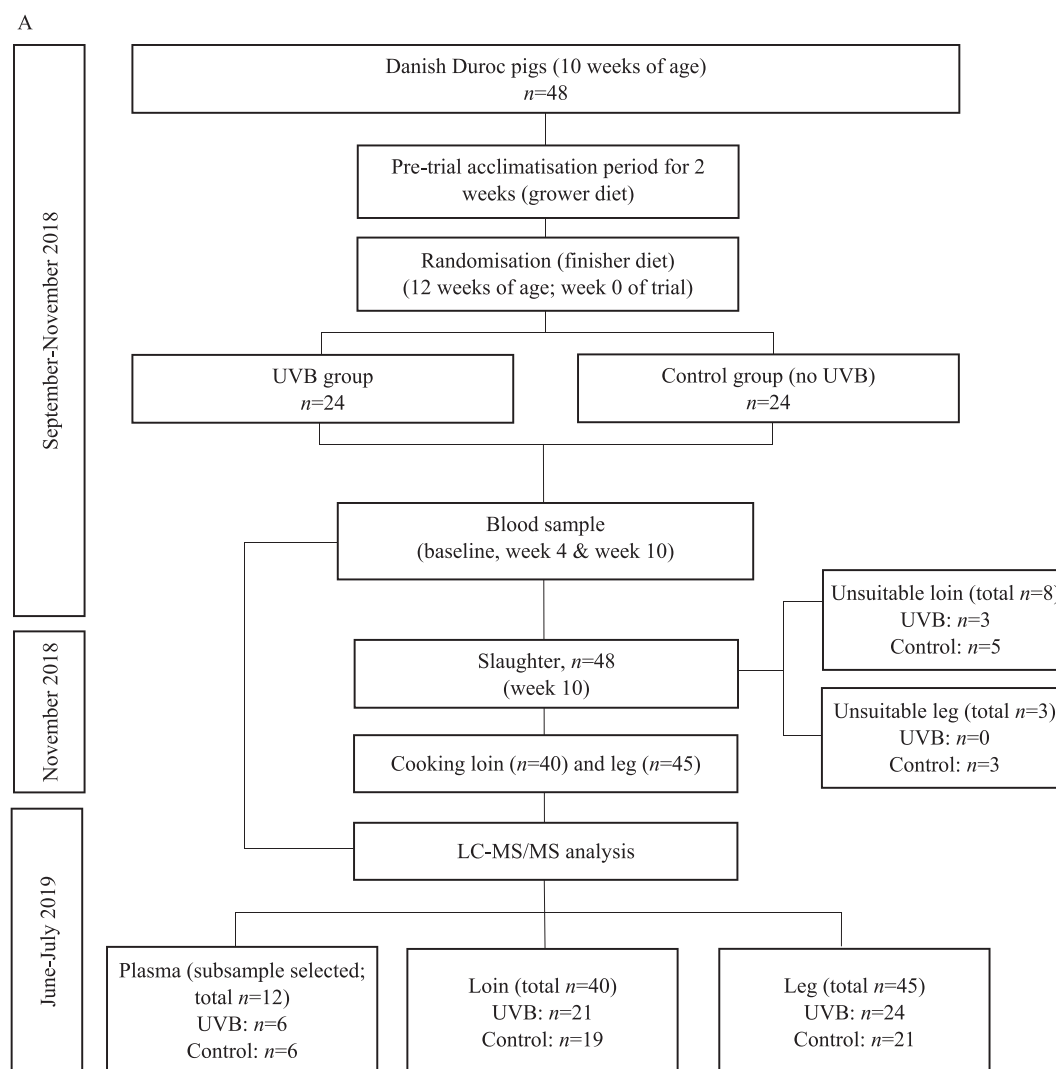 A
September-November 2018
Danish Duroc pigs (10 weeks of age)
n=48
Pre-trial acclimatisation period for 2
weeks (grower diet)
Randomisation (finisher diet)
(12 weeks of age; week 0 of trial)
UVB group
n=24
Control group (no UVB)
n=24
Blood sample
(baseline, week 4 & week 10)
November 2018
Slaughter, n=48
(week 10)
Unsuitable loin (total n=8)
UVB: n=3
Control: n=5
Unsuitable leg (total n=3)
UVB: n=0
Control: n=3
Cooking loin (n=40) and leg (n=45)
June-July 2019
LC-MS/MS analysis
Plasma (subsample selected;
total n=12)
UVB: n=6
Control: n=6
Loin (total n=40)
UVB: n=21
Control: n=19
Leg (total n=45)
UVB: n=24
Control: n=21